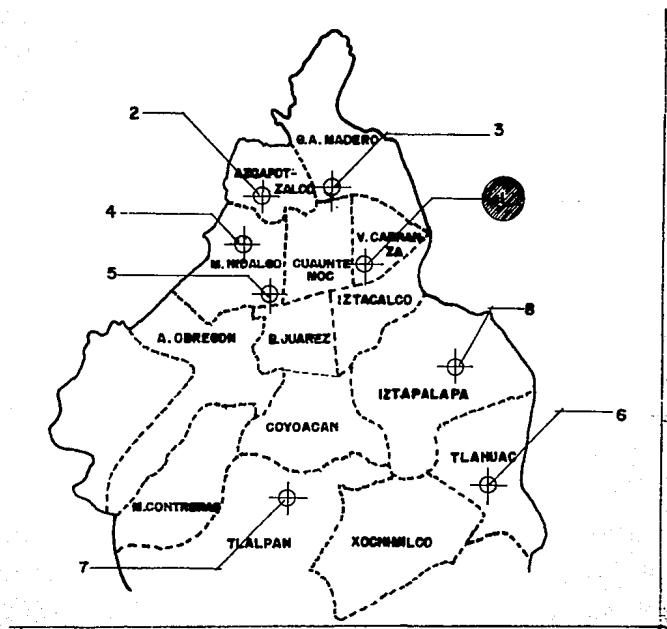 2
3
G.A. MADERO
AZCAPOT-
ZALCO
4
V. CARRAN-
ZA
M. HIDALGO
CUAUNTE
MOC
5
IZTACALCO
8
A. OBREGON
B. JUAREZ
IZTAPALAPA
6
COYOACAN
TLAHUAC
M. CONTRERAS
TLALPAN
XOCHIMILCO
7